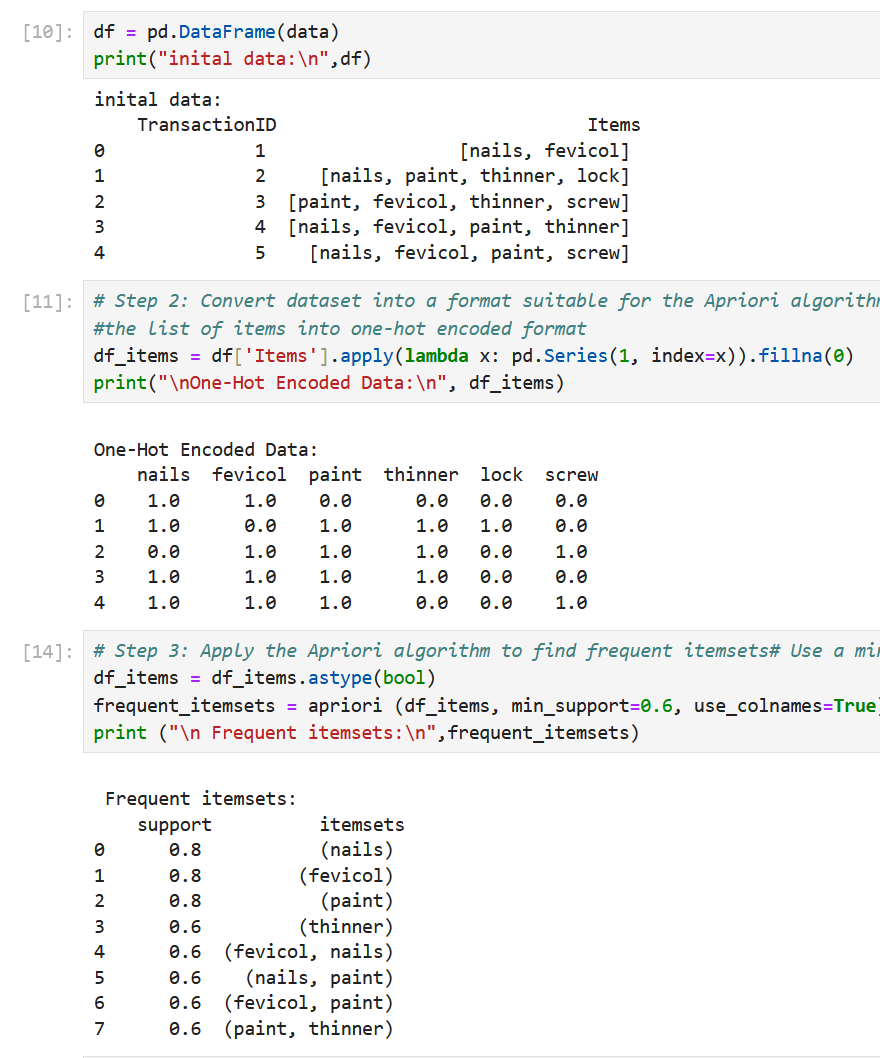 [10]: df = pd.DataFrame(data)
print("inital data:\n",df)
inital data:
TransactionID Items
0 1 [nails, fevicol]
1 2 [nails, paint, thinner, lock]
2 3 [paint, fevicol, thinner, screw]
3 4 [nails, fevicol, paint, thinner]
4 5 [nails, fevicol, paint, screw]
[11]: # Step 2: Convert dataset into a format suitable for the Apriori algorithm
#the list of items into one-hot encoded format
df_items = df['Items'].apply(lambda x: pd.Series(1, index=x)).fillna(0)
print("\nOne-Hot Encoded Data:\n", df_items)
One-Hot Encoded Data:
nails fevicol paint thinner lock screw
0 1.0 1.0 0.0 0.0 0.0 0.0
1 1.0 0.0 1.0 1.0 1.0 0.0
2 0.0 1.0 1.0 1.0 0.0 1.0
3 1.0 1.0 1.0 1.0 0.0 0.0
4 1.0 1.0 1.0 0.0 0.0 1.0
[14]: # Step 3: Apply the Apriori algorithm to find frequent itemsets# Use a
df_items = df_items.astype(bool)
frequent_itemsets = apriori (df_items, min_support=0.6, use_colnames=True)
print ("\n Frequent itemsets:\n",frequent_itemsets)
Frequent itemsets:
support itemsets
0 0.8 (nails)
1 0.8 (fevicol)
2 0.8 (paint)
3 0.6 (thinner)
4 0.6 (fevicol, nails)
5 0.6 (nails, paint)
6 0.6 (fevicol, paint)
7 0.6 (paint, thinner)